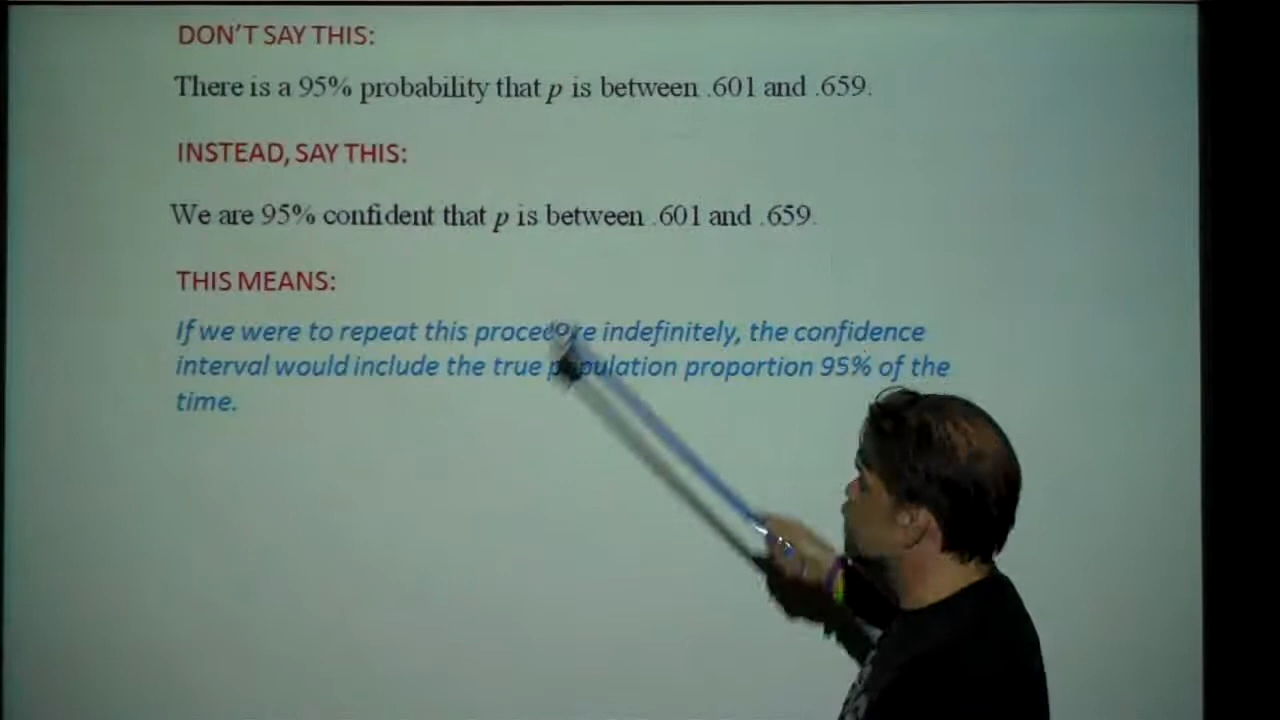 DON'T SAY THIS:
There is a 95% probability that p is between .601 and .659.
INSTEAD, SAY THIS:
We are 95% confident that p is between .601 and .659.
THIS MEANS:
If we were to repeat this procedure indefinitely, the confidence
interval would include the true population proportion 95% of the
time.